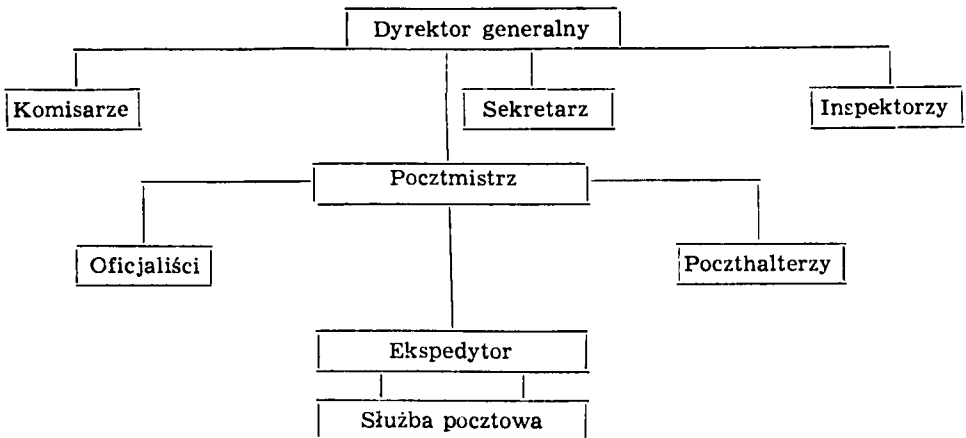 Dyrektor generalny
Komisarze
Sekretarz
Inspektorzy
Pocztmistrz
Oficjaliści
Poczthalterzy
Ekspedytor
Służba pocztowa